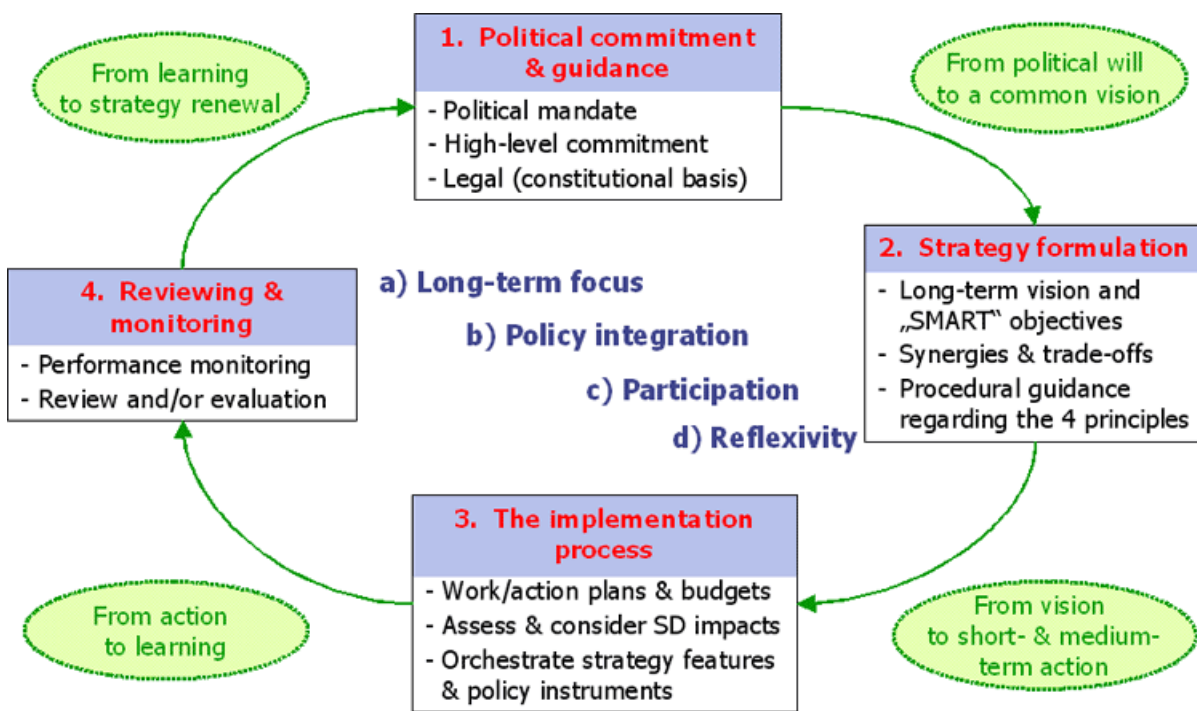 From learning
to strategy renewal
1. Political commitment
& guidance
- Political mandate
- High-level commitment
- Legal (constitutional basis)
From political will
to a common vision
2. Strategy formulation
- Long-term vision and
„SMART“ objectives
- Synergies & trade-offs
- Procedural guidance
regarding the 4 principles
4. Reviewing &
monitoring
- Performance monitoring
- Review and/or evaluation
a) Long-term focus
b) Policy integration
c) Participation
d) Reflexivity
3. The implementation
process
- Work/action plans & budgets
- Assess & consider SD impacts
- Orchestrate strategy features
& policy instruments
From action
to learning
From vision
to short- & medium-
term action